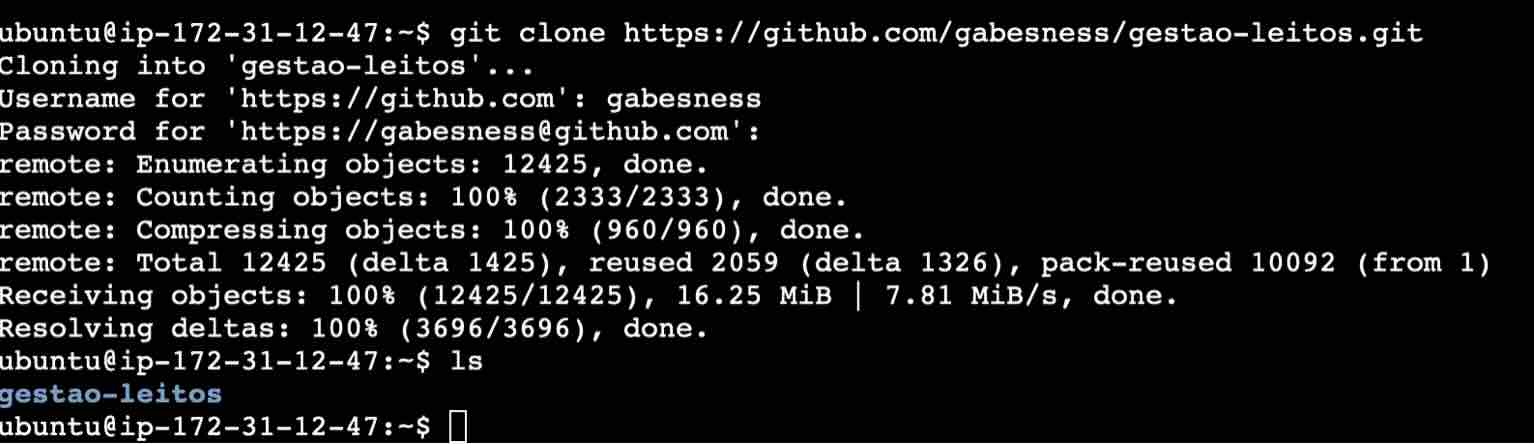 ubuntu@ip-172-31-12-47:~$ git clone https://github.com/gabesness/gestao-leitos.git
Cloning into 'gestao-leitos'...
Username for 'https://github.com': gabesness
Password for 'https://gabesness@github.com':
remote: Enumerating objects: 12425, done.
remote: Counting objects: 100% (2333/2333), done.
remote: Compressing objects: 100% (960/960), done.
remote: Total 12425 (delta 1425), reused 2059 (delta 1326), pack-reused 10092 (from 1)
Receiving objects: 100% (12425/12425), 16.25 MiB | 7.81 MiB/s, done.
Resolving deltas: 100% (3696/3696), done.
ubuntu@ip-172-31-12-47:~$ ls
gestao-leitos
ubuntu@ip-172-31-12-47:~$